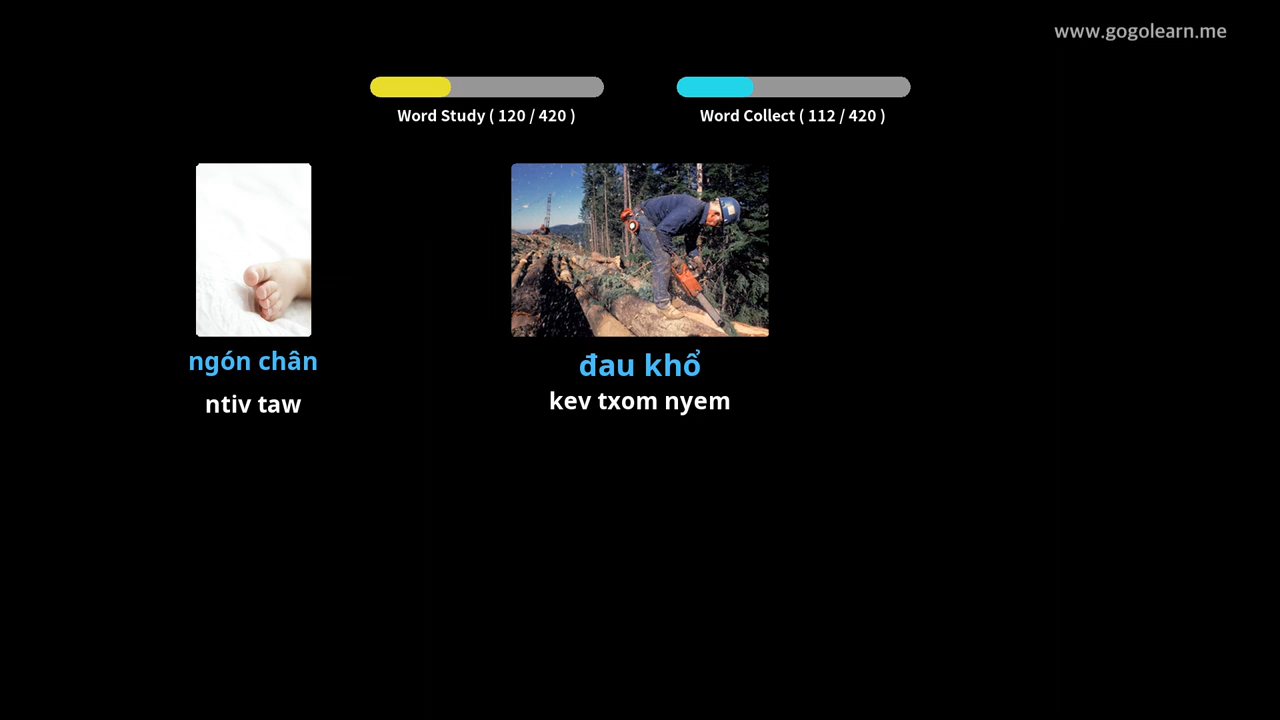 www.gogolearn.me
Word Study ( 120 / 420 )
Word Collect ( 112 / 420 )
ngón chân
ntiv taw
đau khổ
kev txom nyem